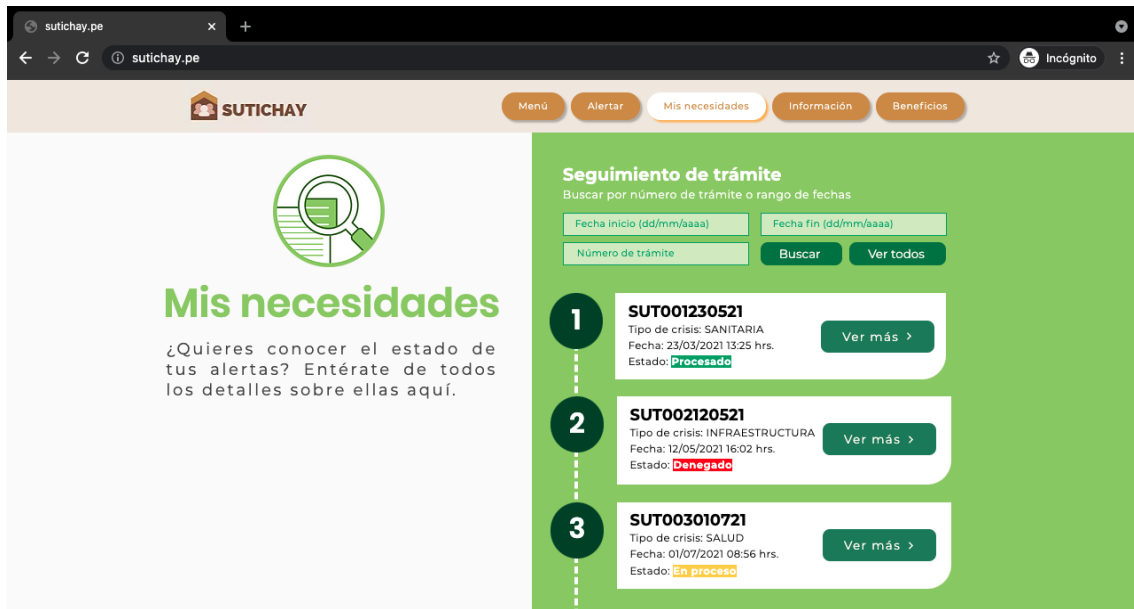 sutichay.pe
sutichay.pe
Incógnito
SUTICHAY
Menú
Alertar
Mis necesidades
Información
Beneficios
Mis necesidades
¿Quieres conocer el estado de
tus alertas? Entérate de todos
los detalles sobre ellas aquí.
Seguimiento de trámite
Buscar por número de trámite o rango de fechas
Fecha inicio (dd/mm/aaaa)
Fecha fin (dd/mm/aaaa)
Número de trámite
Buscar
Ver todos
1
SUT001230521
Tipo de crisis: SANITARIA
Fecha: 23/03/2021 13:25 hrs.
Estado: Procesado
Ver más >
2
SUT002120521
Tipo de crisis: INFRAESTRUCTURA
Fecha: 12/05/2021 16:02 hrs.
Estado: Denegado
Ver más >
3
SUT003010721
Tipo de crisis: SALUD
Fecha: 01/07/2021 08:56 hrs.
Estado: En proceso
Ver más >